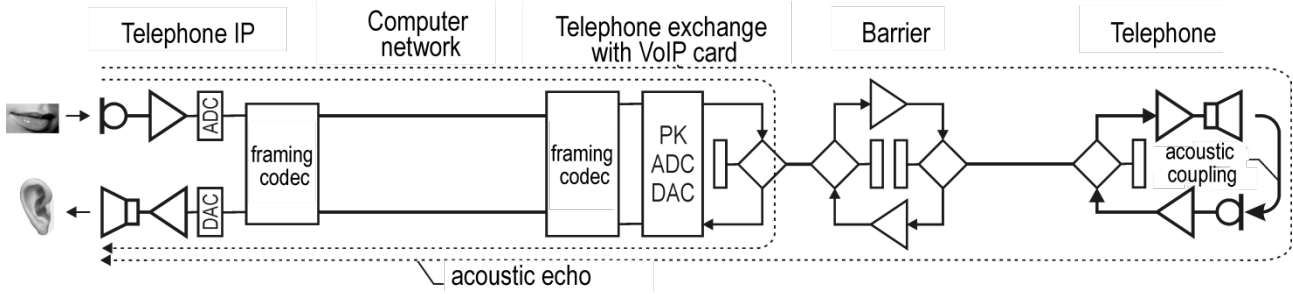 Telephone IP
Computer
network
Telephone exchange
with VoIP card
Barrier
Telephone
ADC
DAC
framing
codec
framing
codec
PK
ADC
DAC
acoustic
coupling
acoustic echo